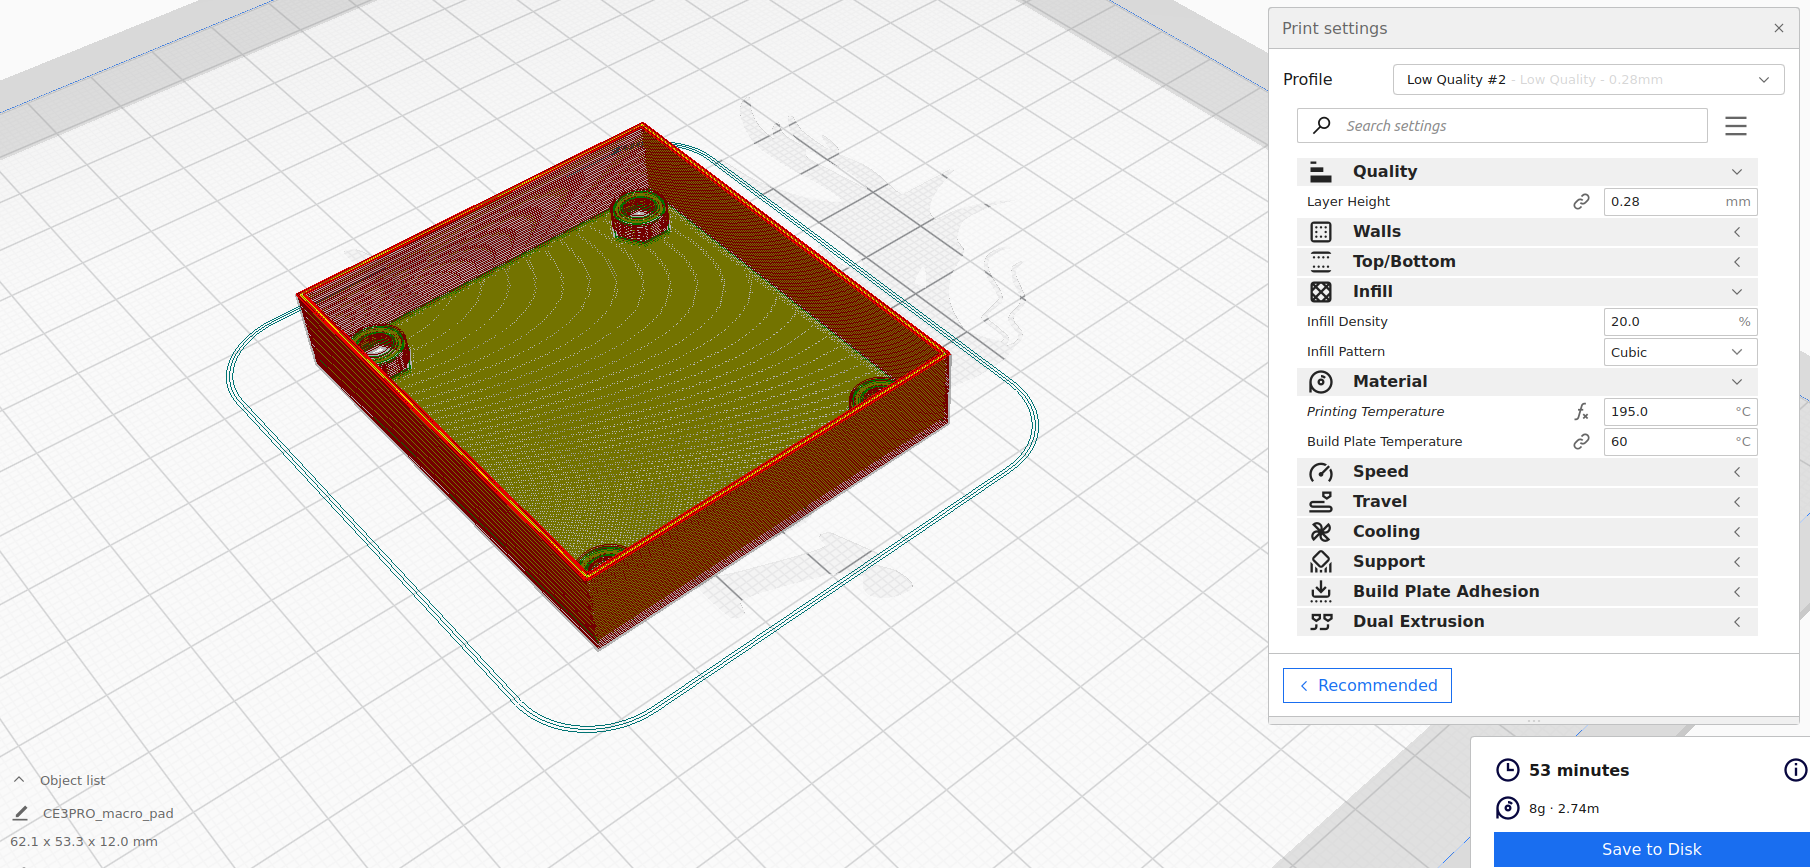 Print settings
Profile
Low Quality #2 - Low Quality - 0.28mm
Search settings
Quality
Layer Height 0.28 mm
Walls
Top/Bottom
Infill
Infill Density 20.0 %
Infill Pattern Cubic
Material
Printing Temperature 195.0 °C
Build Plate Temperature 60 °C
Speed
Travel
Cooling
Support
Build Plate Adhesion
Dual Extrusion
Recommended
Object list
CE3PRO_macro_pad
62.1 x 53.3 x 12.0 mm
53 minutes
8g · 2.74m
Save to Disk